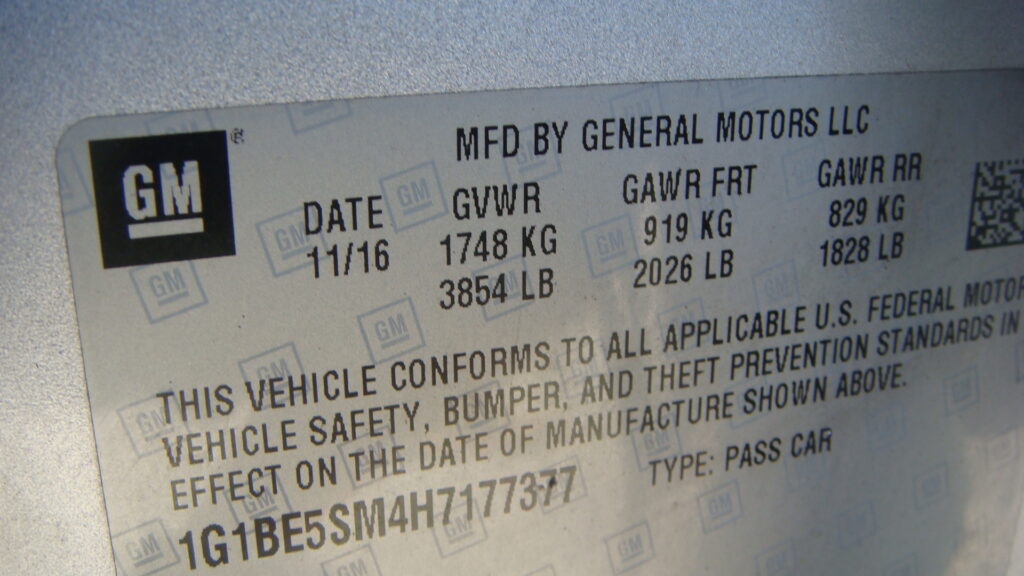 GM ®
MFD BY GENERAL MOTORS LLC
DATE GVWR GAWR FRT GAWR RR
11/16 1748 KG 919 KG 829 KG
3854 LB 2026 LB 1828 LB
THIS VEHICLE CONFORMS TO ALL APPLICABLE U.S. FEDERAL MOTOR
VEHICLE SAFETY, BUMPER, AND THEFT PREVENTION STANDARDS IN
EFFECT ON THE DATE OF MANUFACTURE SHOWN ABOVE.
1G1BE5SM4H7177377 TYPE: PASS CAR